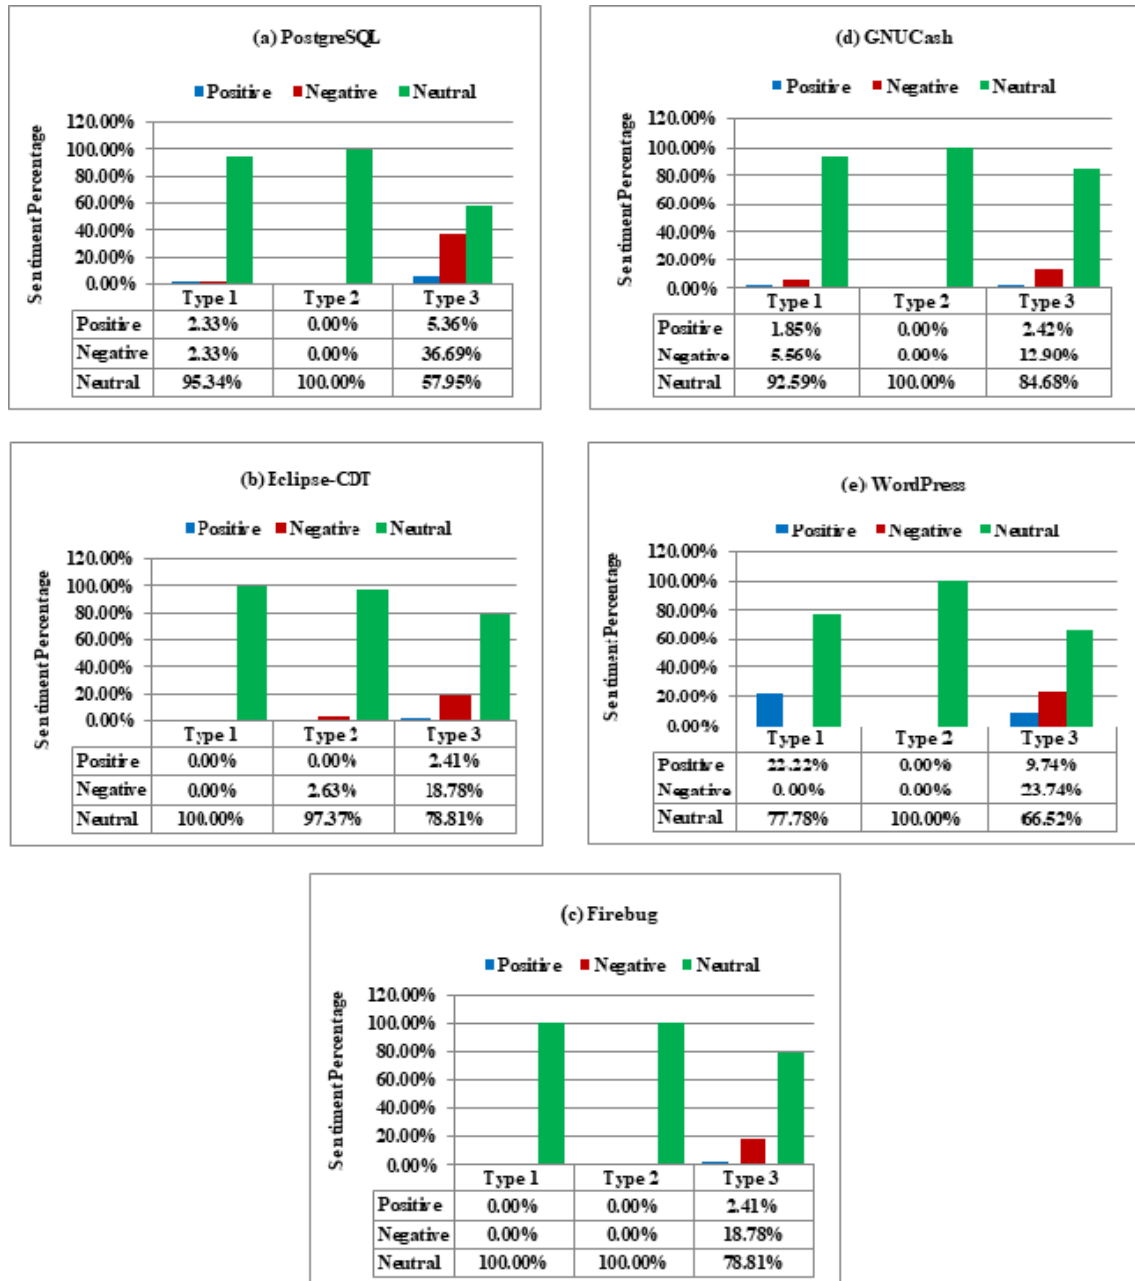 (a) PostgreSQL
Positive Negative Neutral
Sentiment Percentage
120.00%
100.00%
80.00%
60.00%
40.00%
20.00%
0.00%
Type 1 Type 2 Type 3
Positive 2.33% 0.00% 5.36%
Negative 2.33% 0.00% 36.69%
Neutral 95.34% 100.00% 57.95%
(d) GNUCash
Positive Negative Neutral
Sentiment Percentage
120.00%
100.00%
80.00%
60.00%
40.00%
20.00%
0.00%
Type 1 Type 2 Type 3
Positive 1.85% 0.00% 2.42%
Negative 5.56% 0.00% 12.90%
Neutral 92.59% 100.00% 84.68%
(b) Eclipse-CDT
Positive Negative Neutral
Sentiment Percentage
120.00%
100.00%
80.00%
60.00%
40.00%
20.00%
0.00%
Type 1 Type 2 Type 3
Positive 0.00% 0.00% 2.41%
Negative 0.00% 2.63% 18.78%
Neutral 100.00% 97.37% 78.81%
(e) WordPress
Positive Negative Neutral
Sentiment Percentage
120.00%
100.00%
80.00%
60.00%
40.00%
20.00%
0.00%
Type 1 Type 2 Type 3
Positive 22.22% 0.00% 9.74%
Negative 0.00% 0.00% 23.74%
Neutral 77.78% 100.00% 66.52%
(c) Firebug
Positive Negative Neutral
Sentiment Percentage
120.00%
100.00%
80.00%
60.00%
40.00%
20.00%
0.00%
Type 1 Type 2 Type 3
Positive 0.00% 0.00% 2.41%
Negative 0.00% 0.00% 18.78%
Neutral 100.00% 100.00% 78.81%